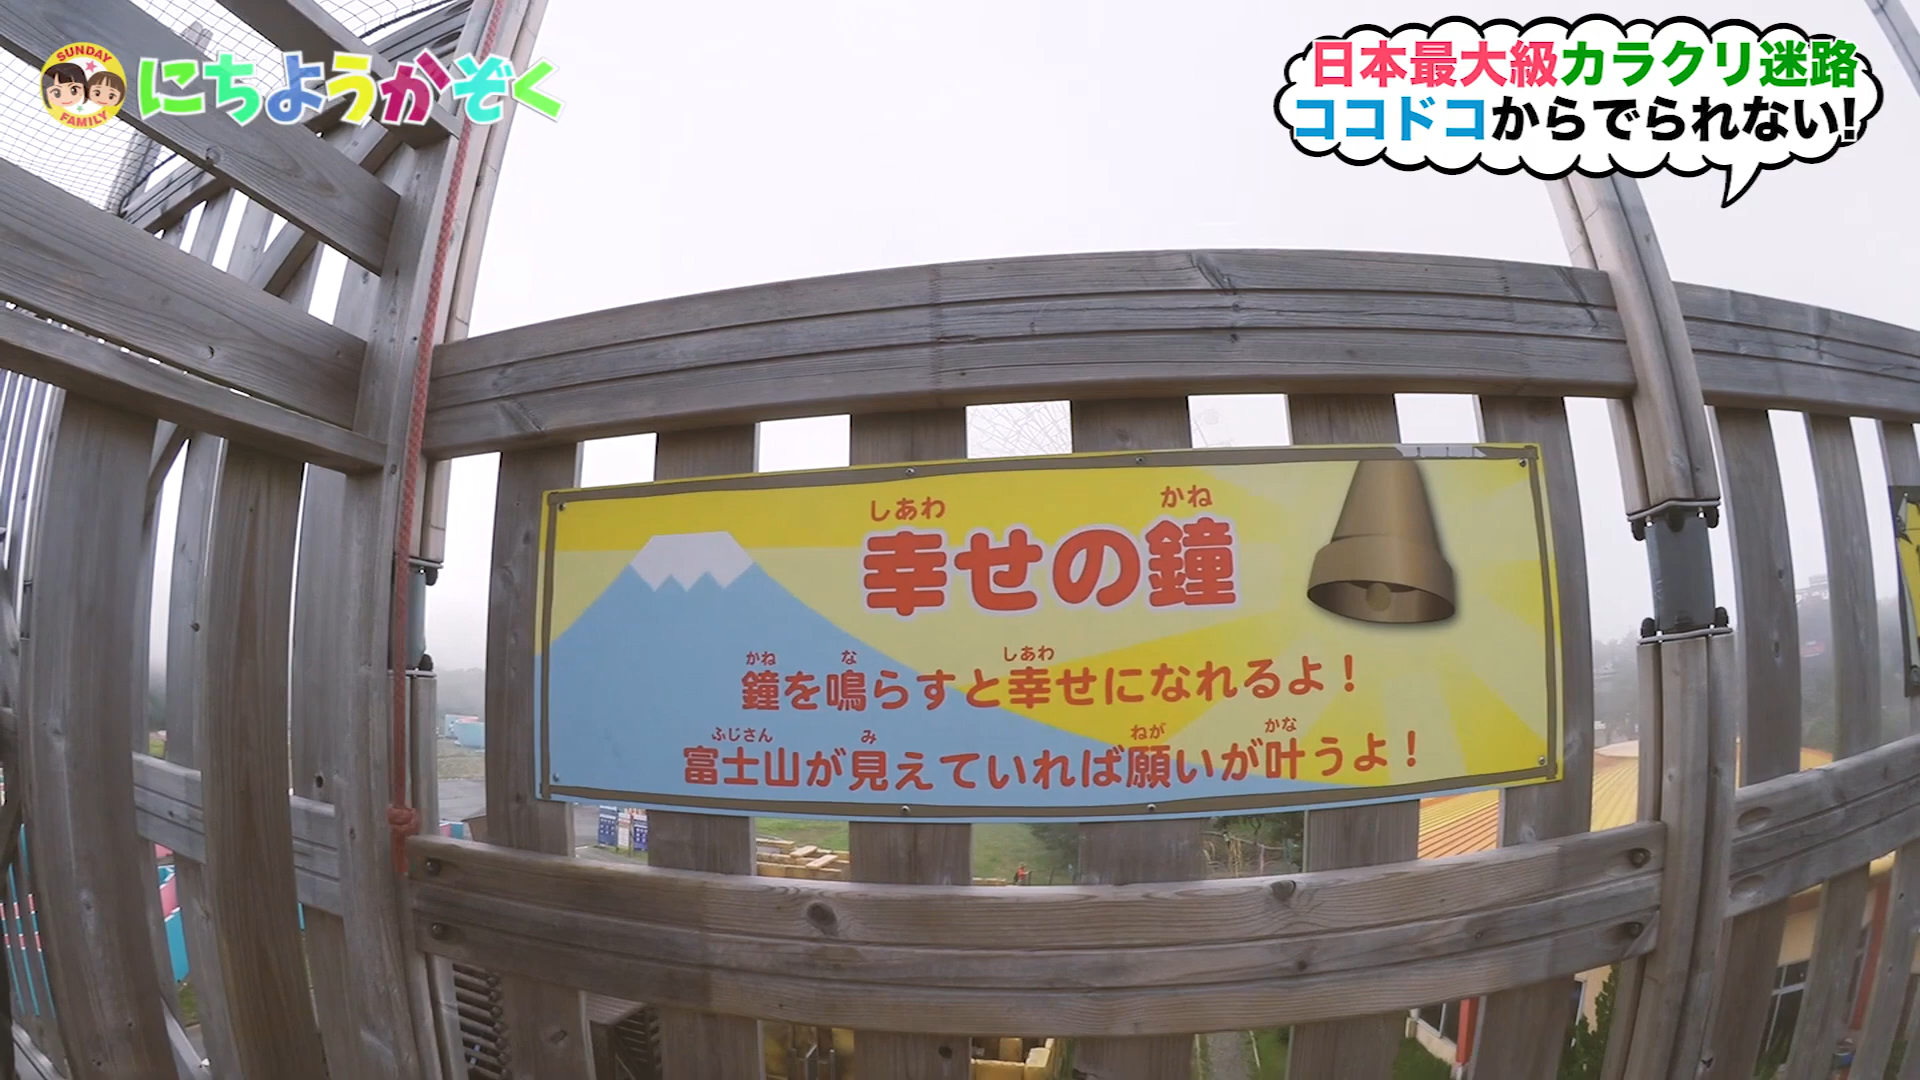 SUNDAY
FAMILY
にちようかぞく
日本最大級カラクリ迷路
ココドコからでられない!
しあわ かね
幸せの鐘
かね な しあわ
鐘を鳴らすと幸せになれるよ!
ふじさん み ねが かな
富士山が見えていれば願いが叶うよ!